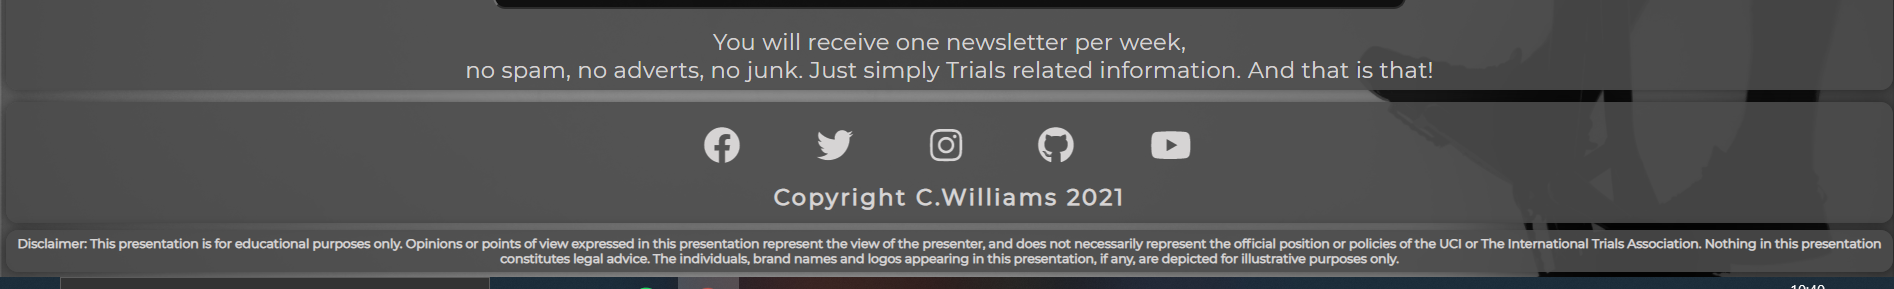 You will receive one newsletter per week,
no spam, no adverts, no junk. Just simply Trials related information. And that is that!
Copyright C.Williams 2021
Disclaimer: This presentation is for educational purposes only. Opinions or points of view expressed in this presentation represent the view of the presenter, and does not necessarily represent the official position or policies of the UCI or The International Trials Association. Nothing in this presentation
constitutes legal advice. The individuals, brand names and logos appearing in this presentation, if any, are depicted for illustrative purposes only.